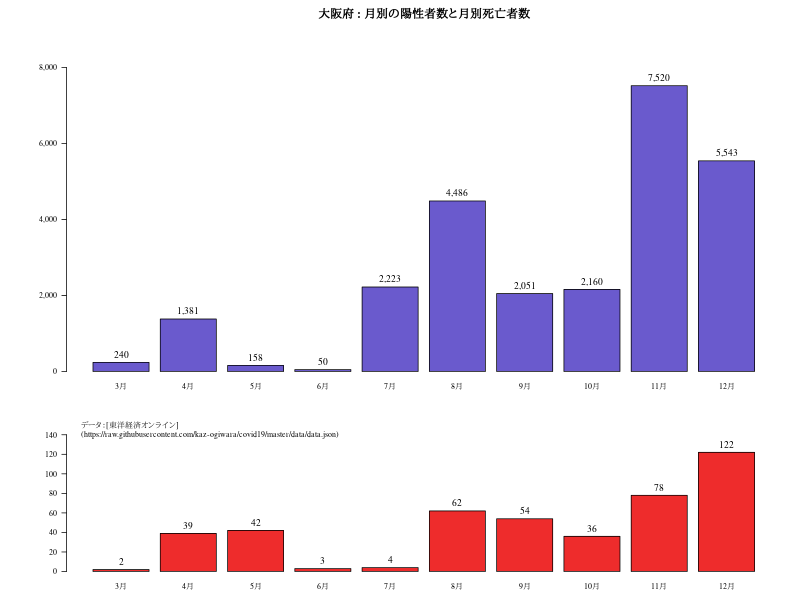 大阪府 : 月別の陽性者数と月別死亡者数
8,000
6,000
4,000
2,000
0
240
1,381
158
50
2,223
4,486
2,051
2,160
7,520
5,543
3月
4月
5月
6月
7月
8月
9月
10月
11月
12月
データ:[東洋経済オンライン]
(https://raw.githubusercontent.com/kaz-ogiwara/covid19/master/data/data.json)
140
120
100
80
60
40
20
0
2
39
42
3
4
62
54
36
78
122
3月
4月
5月
6月
7月
8月
9月
10月
11月
12月